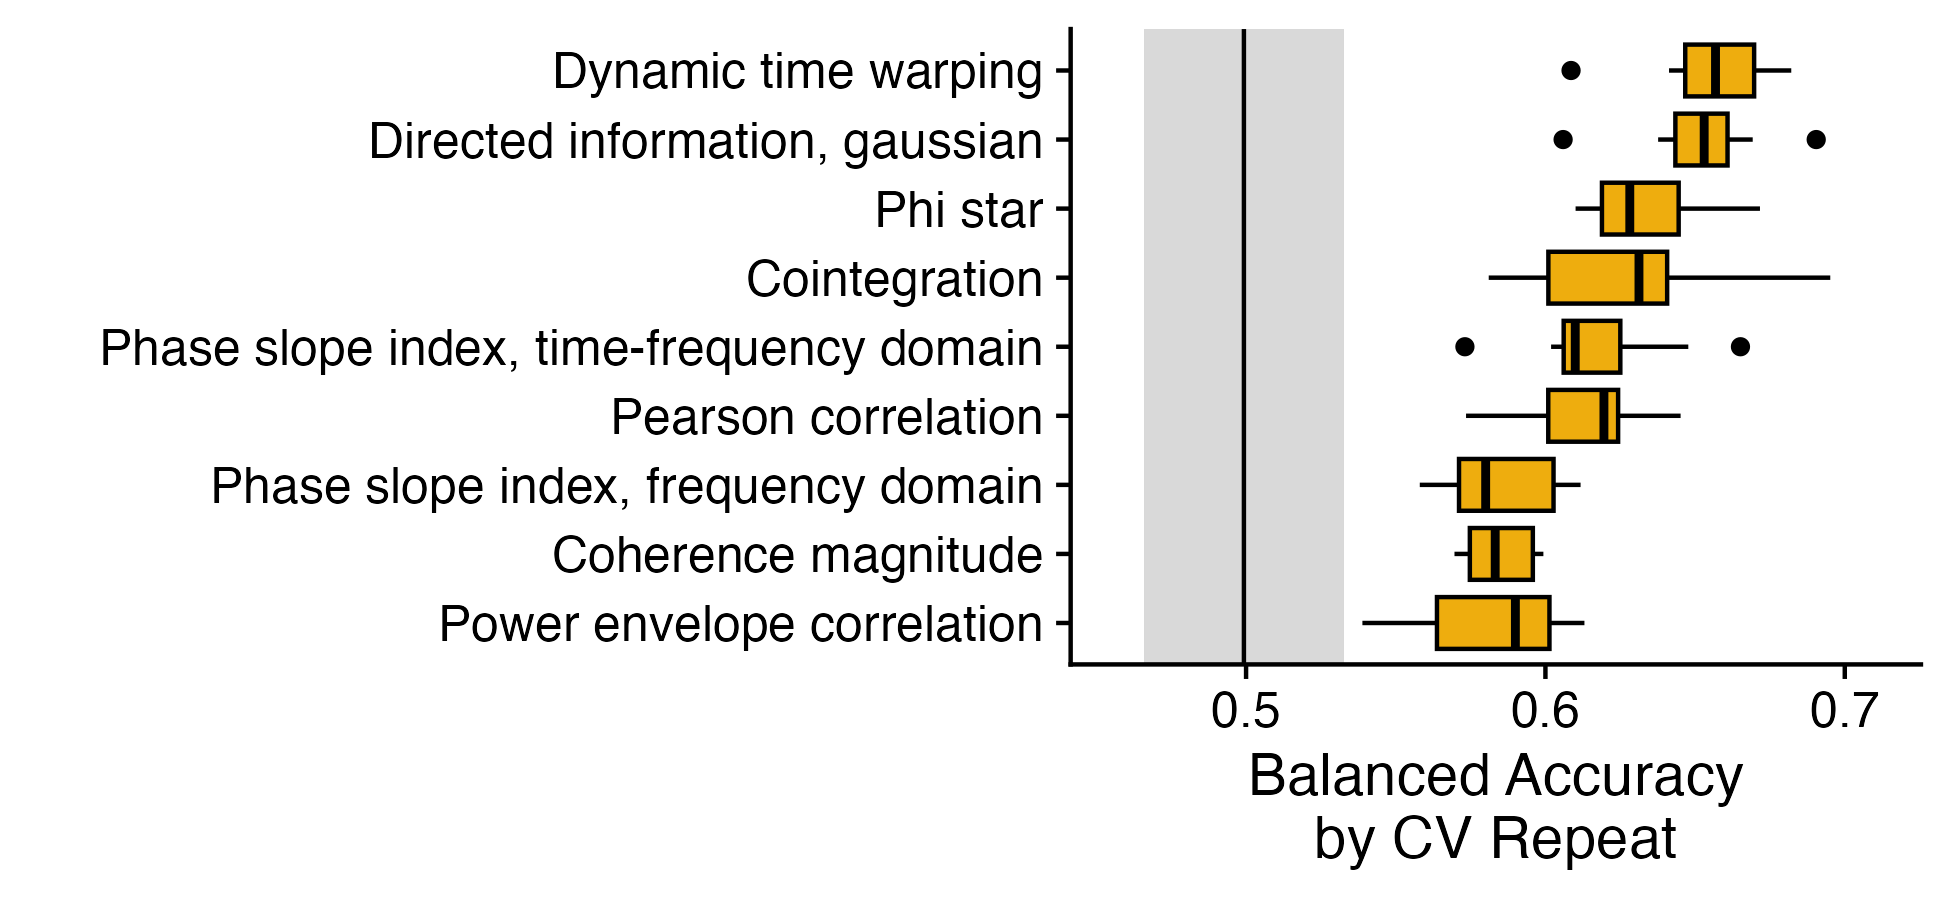 Dynamic time warping
Directed information, gaussian
Phi star
Cointegration
Phase slope index, time-frequency domain
Pearson correlation
Phase slope index, frequency domain
Coherence magnitude
Power envelope correlation
0.5 0.6 0.7
Balanced Accuracy
by CV Repeat